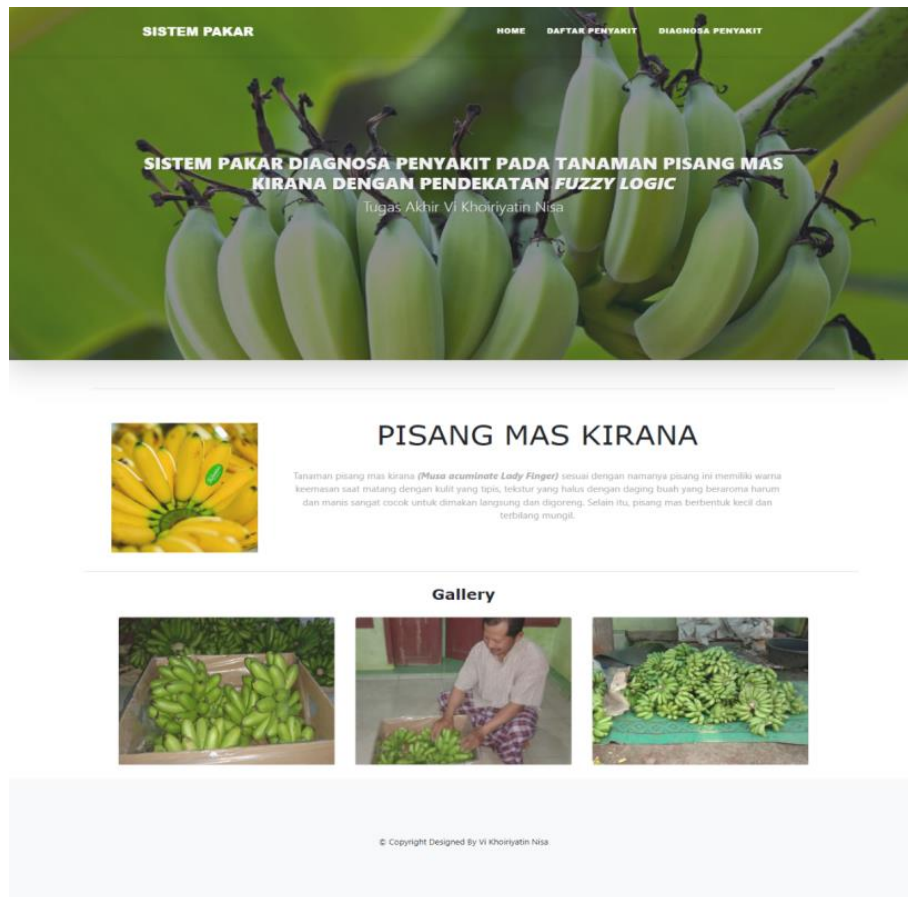 SISTEM PAKAR
HOME DAFTAR PENYAKIT DIAGNOSA PENYAKIT
SISTEM PAKAR DIAGNOSA PENYAKIT PADA TANAMAN PISANG MAS
KIRANA DENGAN PENDEKATAN FUZZY LOGIC
Tugas Akhir Vi Khoiriyatin Nisa
PISANG MAS KIRANA
Tanaman pisang mas kirana (Musa acuminate Lady Finger) sesuai dengan namanya pisang ini memiliki warna
keemasan saat matang dengan kulit yang tipis, tekstur yang halus dengan daging buah yang beraroma harum
dan manis sangat cocok untuk dimakan langsung dan digoreng. Selain itu, pisang mas berbentuk kecil dan
terbilang mungil.
Gallery
© Copyright Designed By Vi Khoiriyatin Nisa